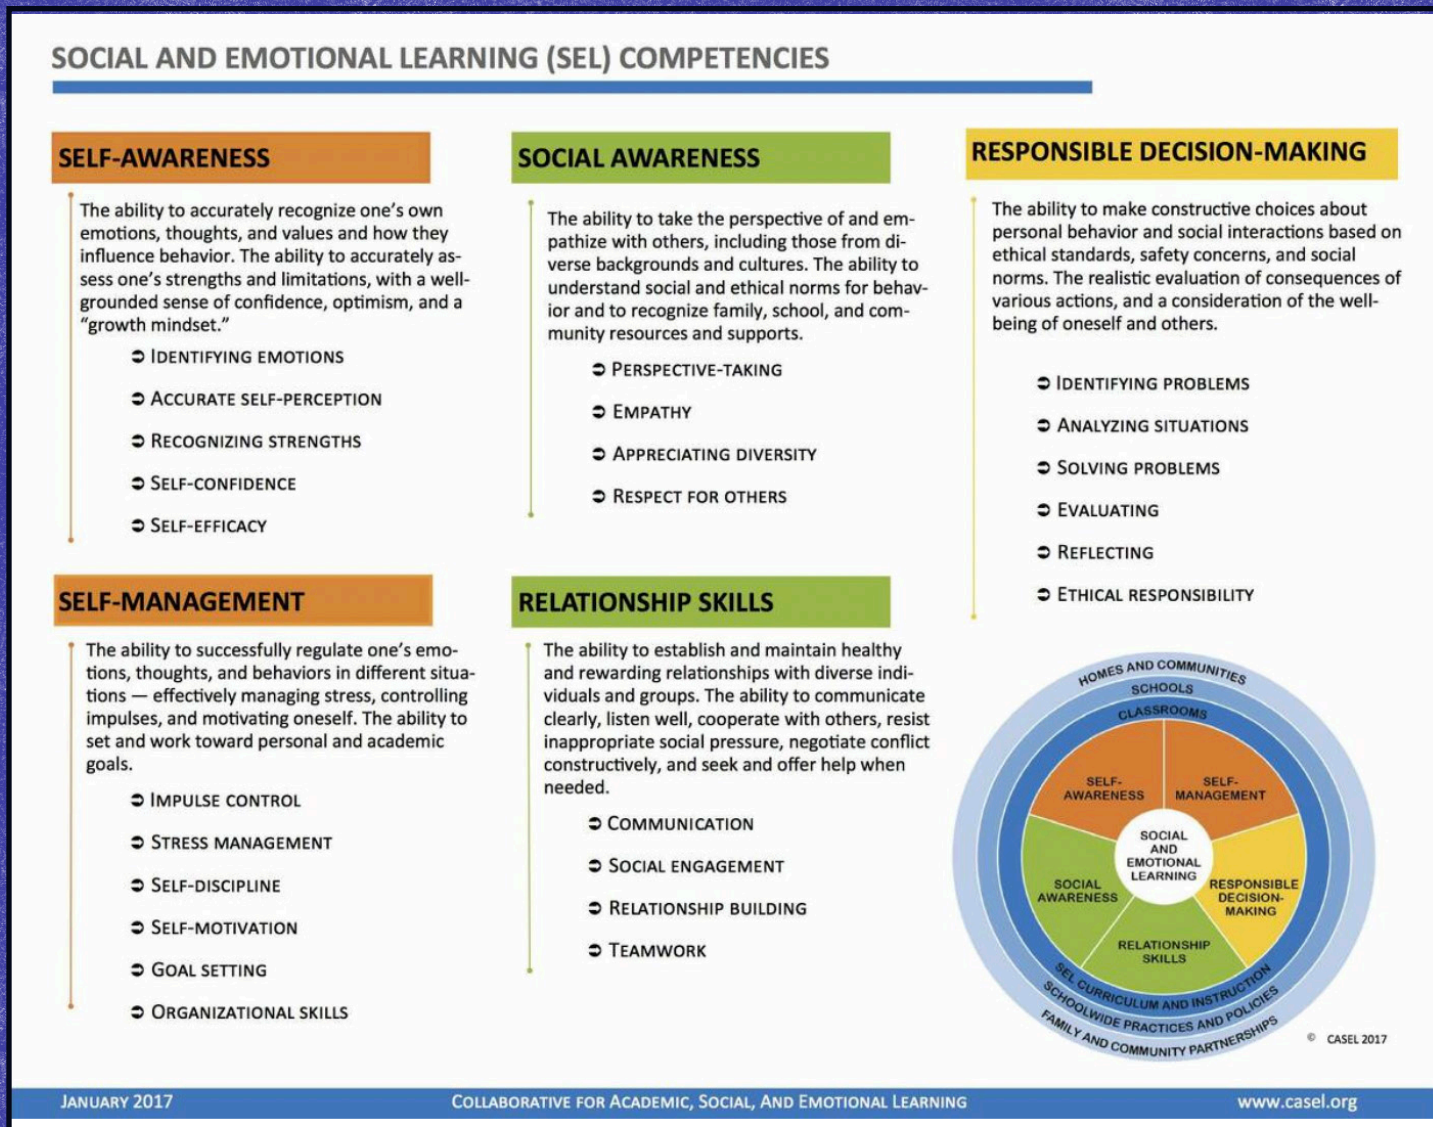 SOCIAL AND EMOTIONAL LEARNING (SEL) COMPETENCIES
SELF-AWARENESS
The ability to accurately recognize one's own
emotions, thoughts, and values and how they
influence behavior. The ability to accurately as-
sess one's strengths and limitations, with a well-
grounded sense of confidence, optimism, and a
“growth mindset.”
➲ IDENTIFYING EMOTIONS
➲ ACCURATE SELF-PERCEPTION
➲ RECOGNIZING STRENGTHS
➲ SELF-CONFIDENCE
➲ SELF-EFFICACY
SELF-MANAGEMENT
The ability to successfully regulate one's emo-
tions, thoughts, and behaviors in different situa-
tions — effectively managing stress, controlling
impulses, and motivating oneself. The ability to
set and work toward personal and academic
goals.
➲ IMPULSE CONTROL
➲ STRESS MANAGEMENT
➲ SELF-DISCIPLINE
➲ SELF-MOTIVATION
➲ GOAL SETTING
➲ ORGANIZATIONAL SKILLS
SOCIAL AWARENESS
The ability to take the perspective of and em-
pathize with others, including those from di-
verse backgrounds and cultures. The ability to
understand social and ethical norms for behav-
ior and to recognize family, school, and com-
munity resources and supports.
➲ PERSPECTIVE-TAKING
➲ EMPATHY
➲ APPRECIATING DIVERSITY
➲ RESPECT FOR OTHERS
RELATIONSHIP SKILLS
The ability to establish and maintain healthy
and rewarding relationships with diverse indi-
viduals and groups. The ability to communicate
clearly, listen well, cooperate with others, resist
inappropriate social pressure, negotiate conflict
constructively, and seek and offer help when
needed.
➲ COMMUNICATION
➲ SOCIAL ENGAGEMENT
➲ RELATIONSHIP BUILDING
➲ TEAMWORK
RESPONSIBLE DECISION-MAKING
The ability to make constructive choices about
personal behavior and social interactions based on
ethical standards, safety concerns, and social
norms. The realistic evaluation of consequences of
various actions, and a consideration of the well-
being of oneself and others.
➲ IDENTIFYING PROBLEMS
➲ ANALYZING SITUATIONS
➲ SOLVING PROBLEMS
➲ EVALUATING
➲ REFLECTING
➲ ETHICAL RESPONSIBILITY
HOMES AND COMMUNITIES
SCHOOLS
CLASSROOMS
SELF-
AWARENESS
SELF-
MANAGEMENT
SOCIAL
AND
EMOTIONAL
LEARNING
SOCIAL
AWARENESS
RESPONSIBLE
DECISION-
MAKING
RELATIONSHIP
SKILLS
SEL CURRICULUM AND INSTRUCTION
SCHOOLWIDE PRACTICES AND POLICIES
FAMILY AND COMMUNITY PARTNERSHIPS
© CASEL 2017
JANUARY 2017
COLLABORATIVE FOR ACADEMIC, SOCIAL, AND EMOTIONAL LEARNING
www.casel.org